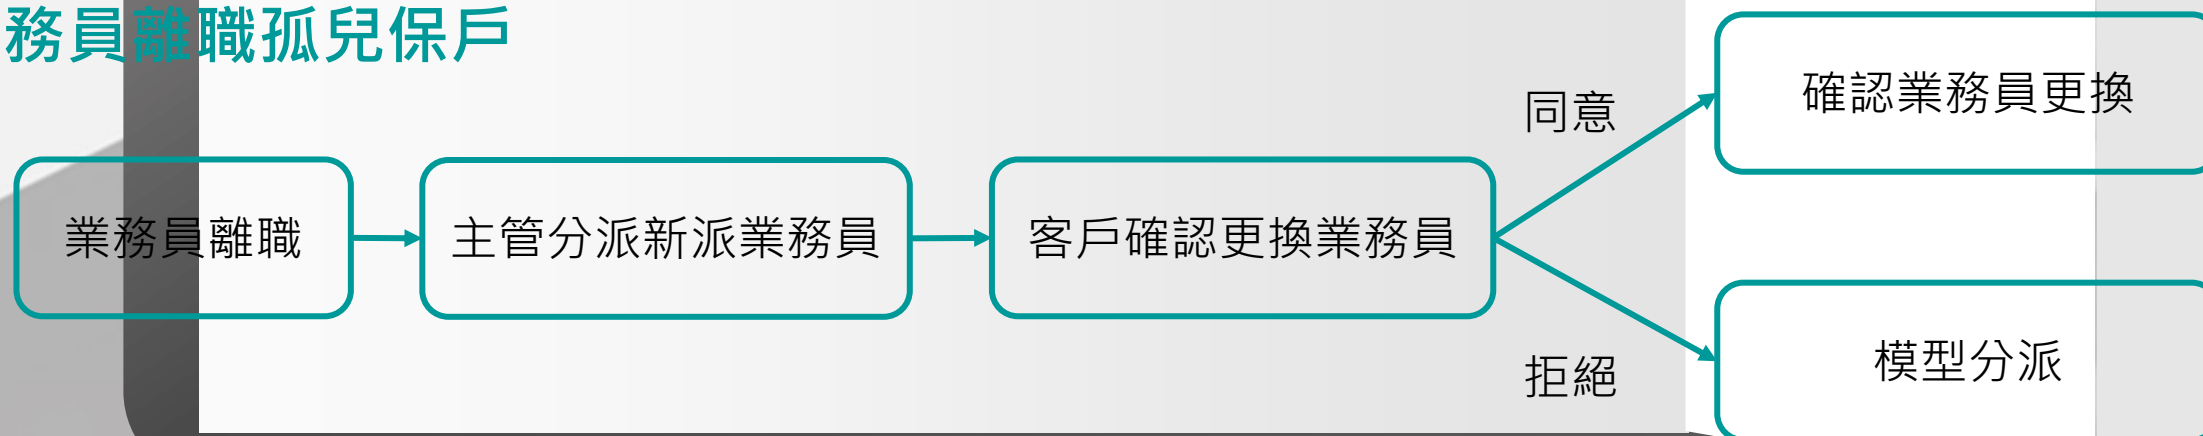 務員離職孤兒保戶
同意
確認業務員更換
業務員離職
主管分派新派業務員
客戶確認更換業務員
拒絕
模型分派